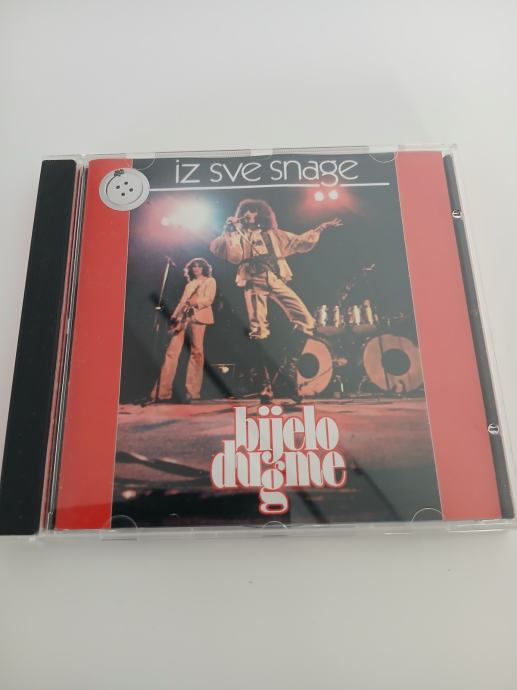 iz sve snage
bijelo
dugme